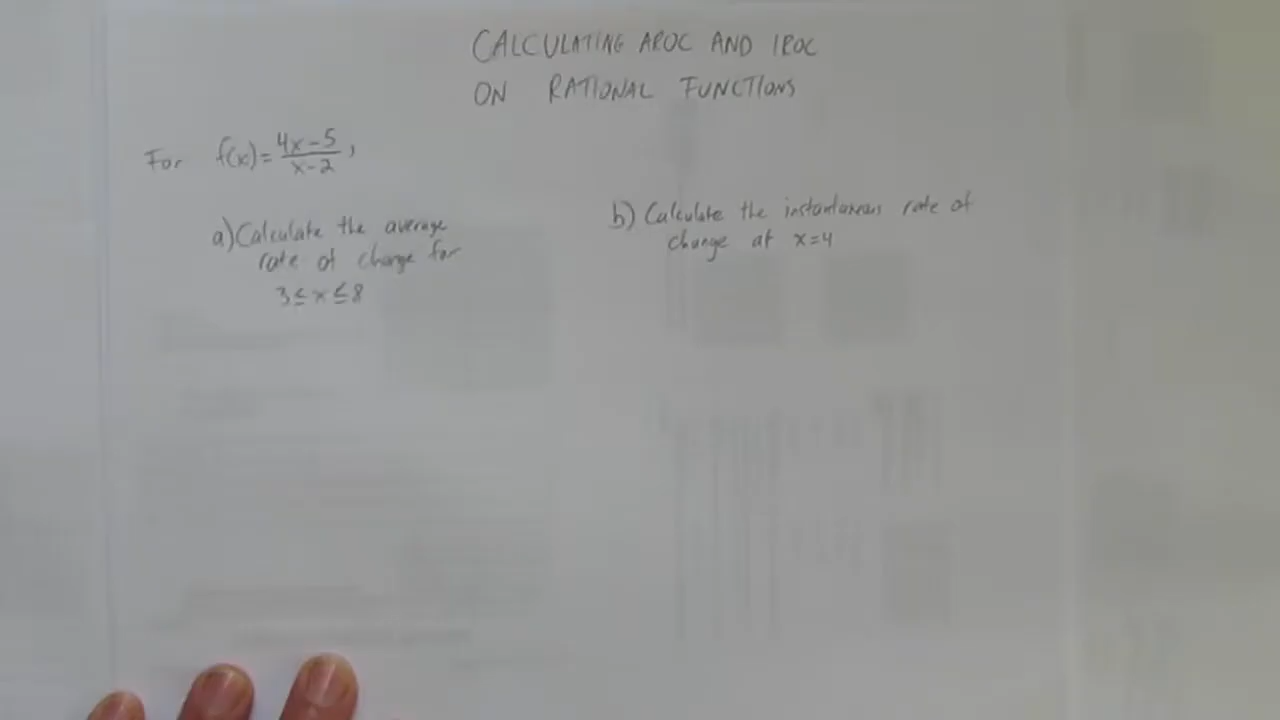 CALCULATING AROC AND IROC
ON RATIONAL FUNCTIONS
For f(x) = \frac{4x-5}{x-2},
a) Calculate the average
rate of change for
3 ≤ x ≤ 8
b) Calculate the instantaneous rate of
change at x=4